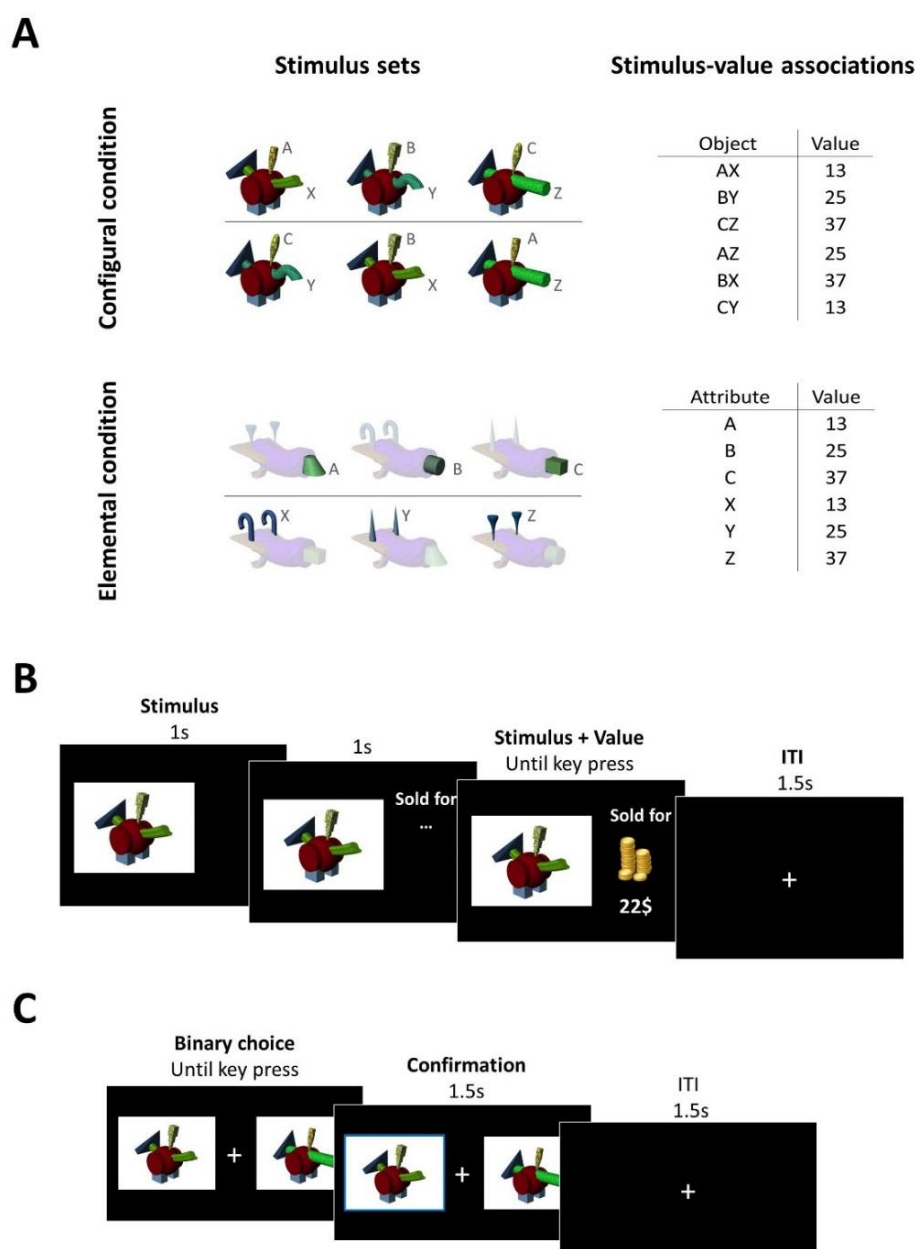 A
Stimulus sets
Stimulus-value associations
Configural condition
A
B
C
X
Y
Z
C
B
A
Y
X
Z
Object Value
AX 13
BY 25
CZ 37
AZ 25
BX 37
CY 13
Elemental condition
A
B
C
X
Y
Z
Attribute Value
A 13
B 25
C 37
X 13
Y 25
Z 37
B
Stimulus
1s
1s
Sold for
...
Stimulus + Value
Until key press
Sold for
22$
ITI
1.5s
+
C
Binary choice
Until key press
+
Confirmation
1.5s
+
ITI
1.5s
+